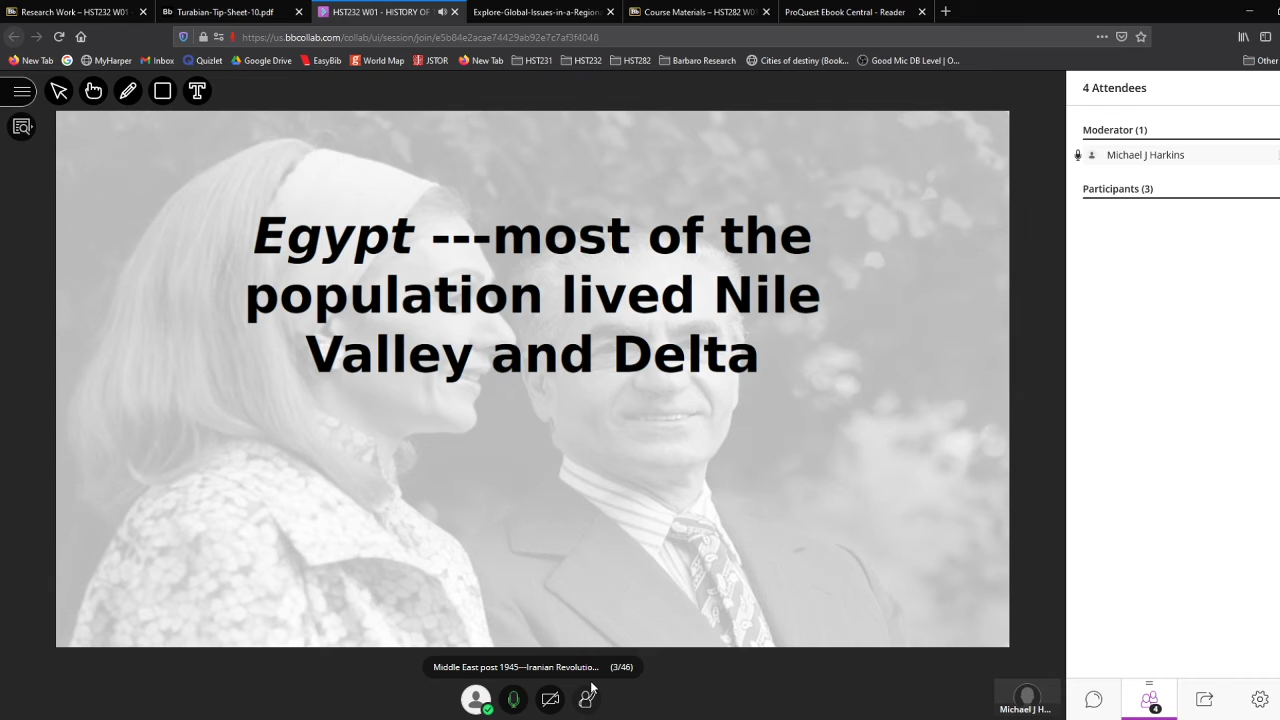 Research Work – HST232 W01 -
Turabian-Tip-Sheet-10.pdf
HST232 W01 - HISTORY OF
Explore-Global-Issues-in-a-Region
Course Materials – HST282 W01
ProQuest Ebook Central - Reader
https://us.bbcollab.com/collab/ui/session/join/e5b84e2acae74429ab92e7c7af3f4048
New Tab MyHarper Inbox Quizlet Google Drive EasyBib World Map JSTOR New Tab HST231 HST232 HST282 Barbaro Research Cities of destiny (Book... Good Mic DB Level | O... Other
4 Attendees
Moderator (1)
Michael J Harkins
Participants (3)
Egypt ---most of the
population lived Nile
Valley and Delta
Middle East post 1945---Iranian Revolutio... (3/46)
Michael J H...
4